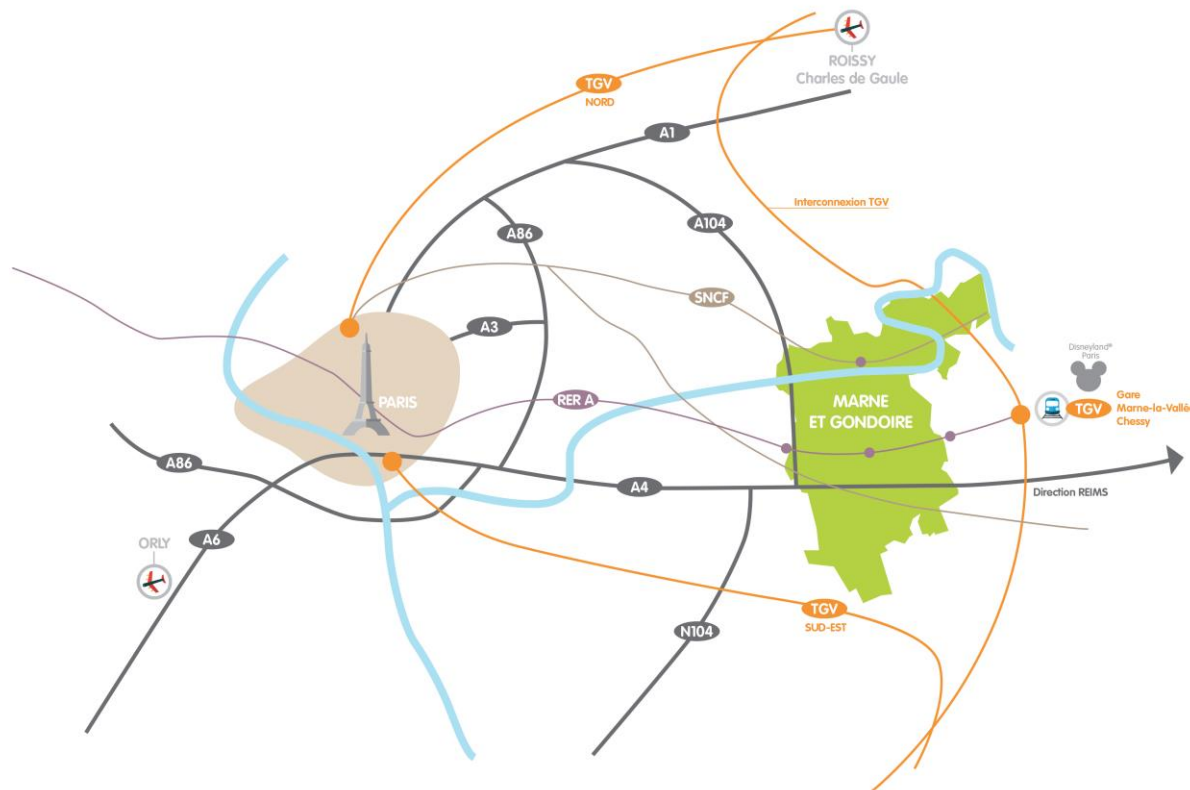 ROISSY
Charles de Gaule
TGV
NORD
A1
Interconnexion TGV
A104
A86
SNCF
A3
Disneyland®
Paris
PARIS
RER A
MARNE
ET GONDOIRE
TGV
Gare
Marne-la-Vallé
Chessy
A86
A4
Direction REIMS
A6
ORLY
TGV
SUD-EST
N104